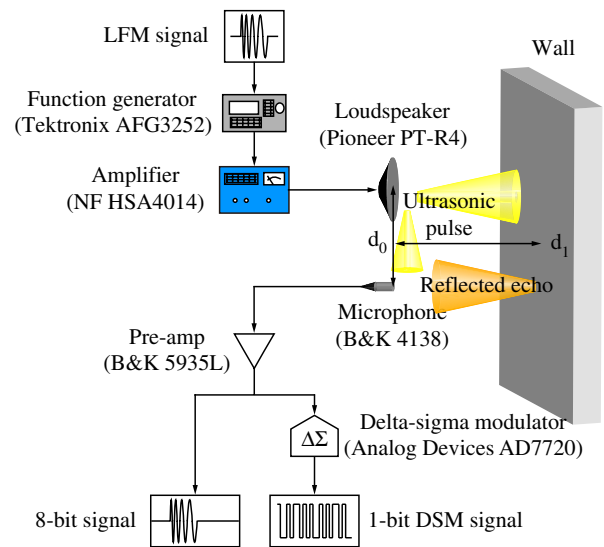 LFM signal
Wall
Function generator
(Tektronix AFG3252)
Loudspeaker
(Pioneer PT-R4)
Amplifier
(NF HSA4014)
Ultrasonic
pulse
d0
d1
Reflected echo
Microphone
(B&K 4138)
Pre-amp
(B&K 5935L)
Delta-sigma modulator
(Analog Devices AD7720)
ΔΣ
8-bit signal
1-bit DSM signal